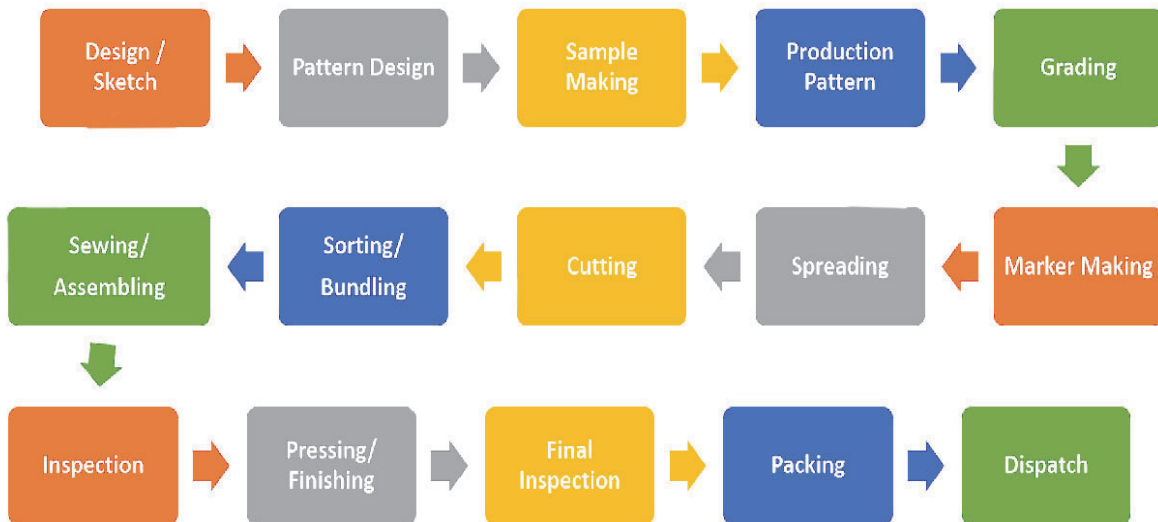 Design /
Sketch
Pattern Design
Sample
Making
Production
Pattern
Grading
Sewing/
Assembling
Sorting/
Bundling
Cutting
Spreading
Marker Making
Inspection
Pressing/
Finishing
Final
Inspection
Packing
Dispatch